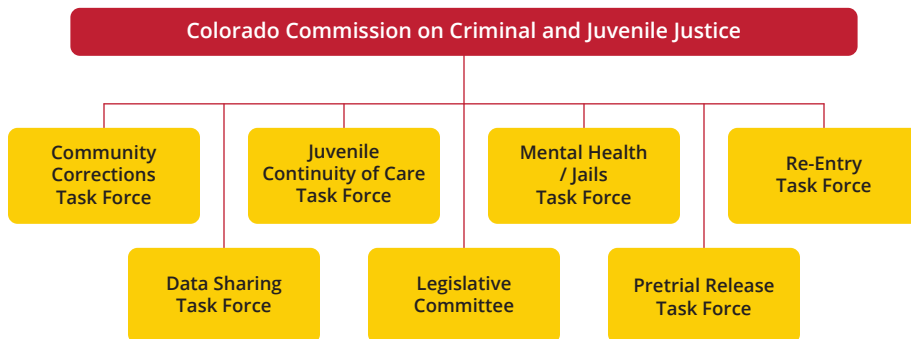 Colorado Commission on Criminal and Juvenile Justice
Community
Corrections
Task Force
Juvenile
Continuity of Care
Task Force
Mental Health
/ Jails
Task Force
Re-Entry
Task Force
Data Sharing
Task Force
Legislative
Committee
Pretrial Release
Task Force